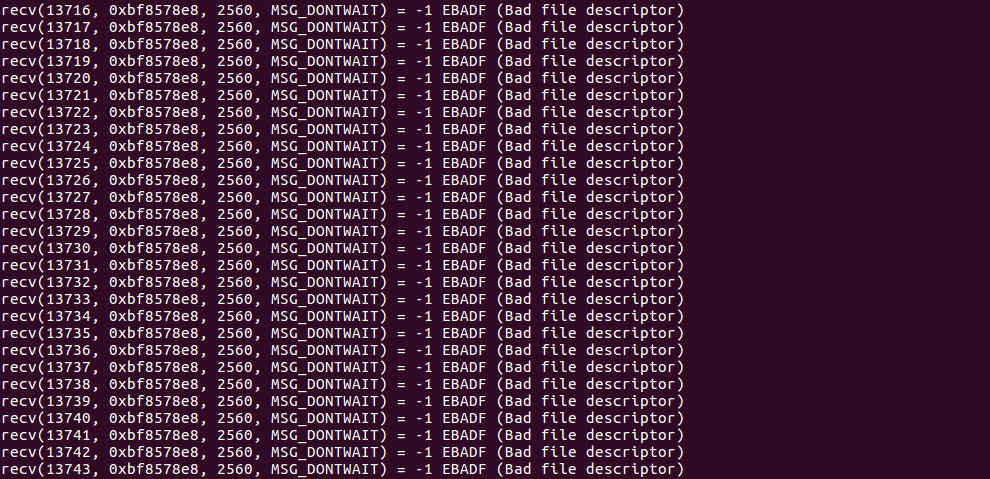 recv(13716, 0xbf8578e8, 2560, MSG_DONTWAIT) = -1 EBADF (Bad file descriptor)
recv(13717, 0xbf8578e8, 2560, MSG_DONTWAIT) = -1 EBADF (Bad file descriptor)
recv(13718, 0xbf8578e8, 2560, MSG_DONTWAIT) = -1 EBADF (Bad file descriptor)
recv(13719, 0xbf8578e8, 2560, MSG_DONTWAIT) = -1 EBADF (Bad file descriptor)
recv(13720, 0xbf8578e8, 2560, MSG_DONTWAIT) = -1 EBADF (Bad file descriptor)
recv(13721, 0xbf8578e8, 2560, MSG_DONTWAIT) = -1 EBADF (Bad file descriptor)
recv(13722, 0xbf8578e8, 2560, MSG_DONTWAIT) = -1 EBADF (Bad file descriptor)
recv(13723, 0xbf8578e8, 2560, MSG_DONTWAIT) = -1 EBADF (Bad file descriptor)
recv(13724, 0xbf8578e8, 2560, MSG_DONTWAIT) = -1 EBADF (Bad file descriptor)
recv(13725, 0xbf8578e8, 2560, MSG_DONTWAIT) = -1 EBADF (Bad file descriptor)
recv(13726, 0xbf8578e8, 2560, MSG_DONTWAIT) = -1 EBADF (Bad file descriptor)
recv(13727, 0xbf8578e8, 2560, MSG_DONTWAIT) = -1 EBADF (Bad file descriptor)
recv(13728, 0xbf8578e8, 2560, MSG_DONTWAIT) = -1 EBADF (Bad file descriptor)
recv(13729, 0xbf8578e8, 2560, MSG_DONTWAIT) = -1 EBADF (Bad file descriptor)
recv(13730, 0xbf8578e8, 2560, MSG_DONTWAIT) = -1 EBADF (Bad file descriptor)
recv(13731, 0xbf8578e8, 2560, MSG_DONTWAIT) = -1 EBADF (Bad file descriptor)
recv(13732, 0xbf8578e8, 2560, MSG_DONTWAIT) = -1 EBADF (Bad file descriptor)
recv(13733, 0xbf8578e8, 2560, MSG_DONTWAIT) = -1 EBADF (Bad file descriptor)
recv(13734, 0xbf8578e8, 2560, MSG_DONTWAIT) = -1 EBADF (Bad file descriptor)
recv(13735, 0xbf8578e8, 2560, MSG_DONTWAIT) = -1 EBADF (Bad file descriptor)
recv(13736, 0xbf8578e8, 2560, MSG_DONTWAIT) = -1 EBADF (Bad file descriptor)
recv(13737, 0xbf8578e8, 2560, MSG_DONTWAIT) = -1 EBADF (Bad file descriptor)
recv(13738, 0xbf8578e8, 2560, MSG_DONTWAIT) = -1 EBADF (Bad file descriptor)
recv(13739, 0xbf8578e8, 2560, MSG_DONTWAIT) = -1 EBADF (Bad file descriptor)
recv(13740, 0xbf8578e8, 2560, MSG_DONTWAIT) = -1 EBADF (Bad file descriptor)
recv(13741, 0xbf8578e8, 2560, MSG_DONTWAIT) = -1 EBADF (Bad file descriptor)
recv(13742, 0xbf8578e8, 2560, MSG_DONTWAIT) = -1 EBADF (Bad file descriptor)
recv(13743, 0xbf8578e8, 2560, MSG_DONTWAIT) = -1 EBADF (Bad file descriptor)